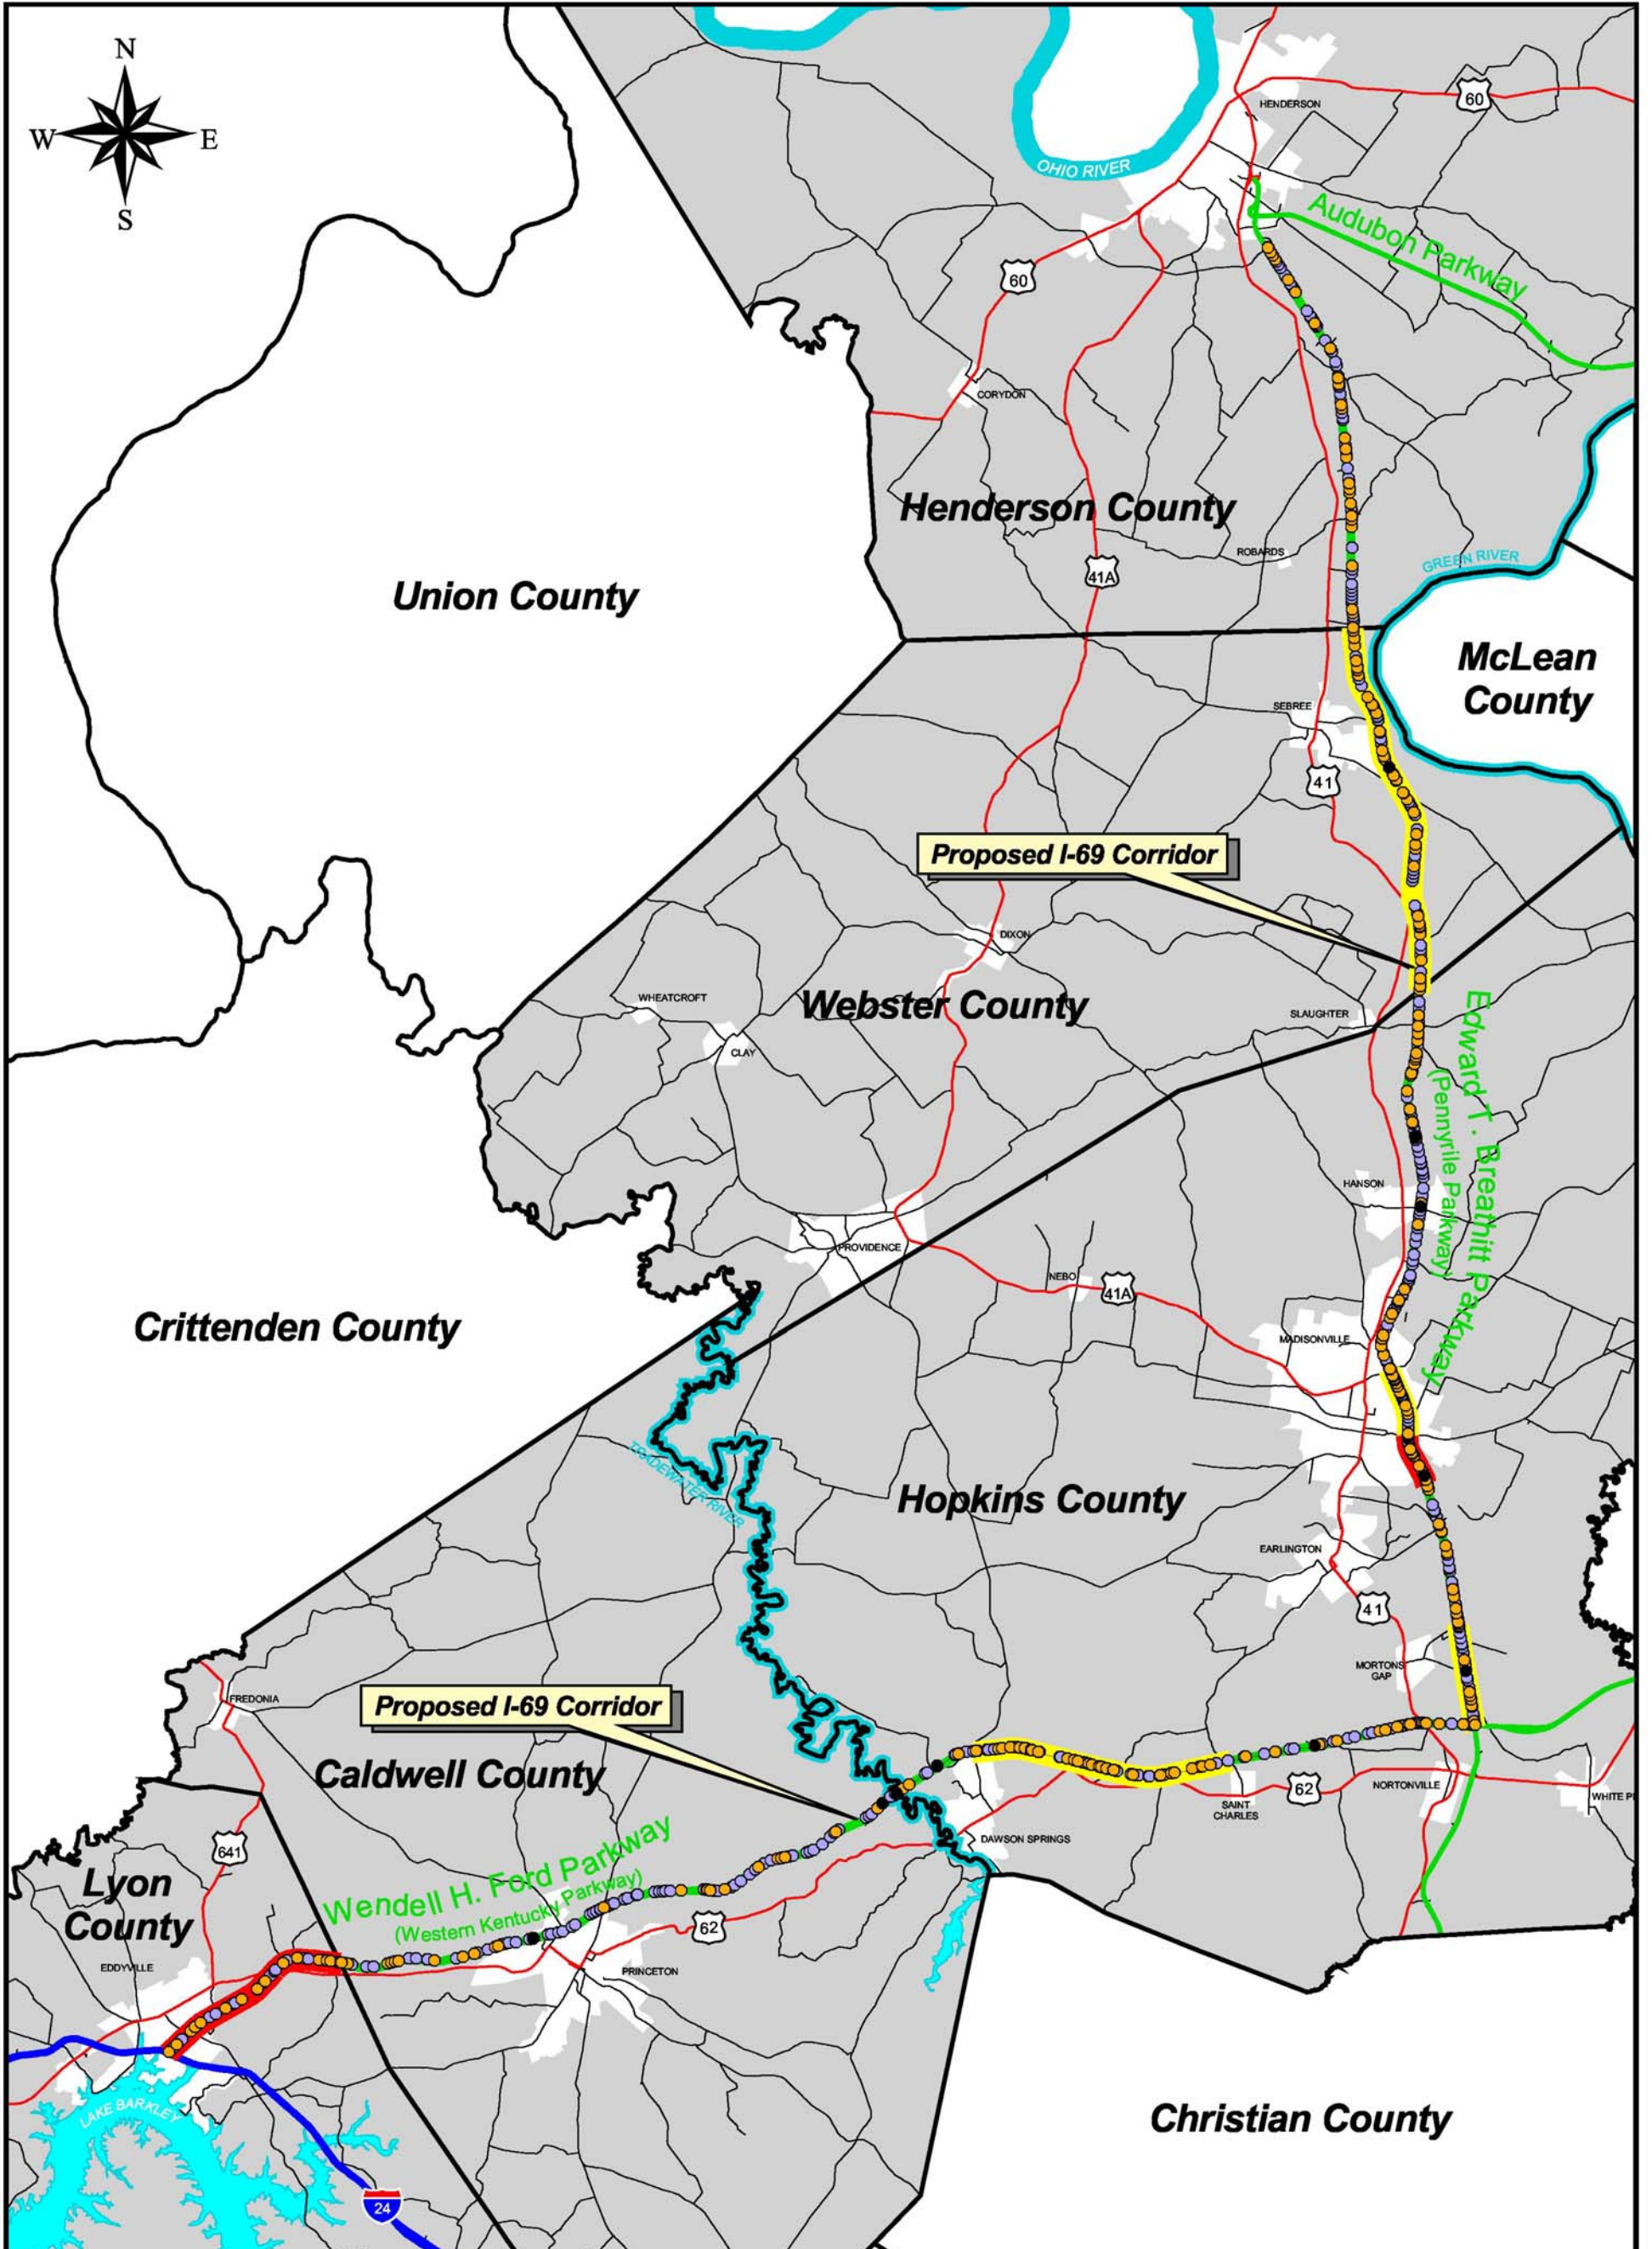 N
W
E
S
HENDERSON
60
OHIO RIVER
Audubon Parkway
60
CORYDON
Henderson County
ROBARDS
GREEN RIVER
41A
Union County
McLean
County
SEBREE
41
Proposed I-69 Corridor
DIXON
WHEATCROFT
Webster County
SLAUGHTER
CLAY
Edward T. Breathitt Parkway
(Pennyrile Parkway)
HANSON
PROVIDENCE
NEBO
41A
Crittenden County
MADISONVILLE
TRADEWATER RIVER
Hopkins County
EARLINGTON
41
MORTONS
GAP
FREDONIA
Proposed I-69 Corridor
Caldwell County
62
NORTONVILLE
WHITE P
SAINT
CHARLES
DAWSON SPRINGS
641
Wendell H. Ford Parkway
(Western Kentucky Parkway)
Lyon
County
62
EDDYVILLE
PRINCETON
LAKE BARKLEY
Christian County
24